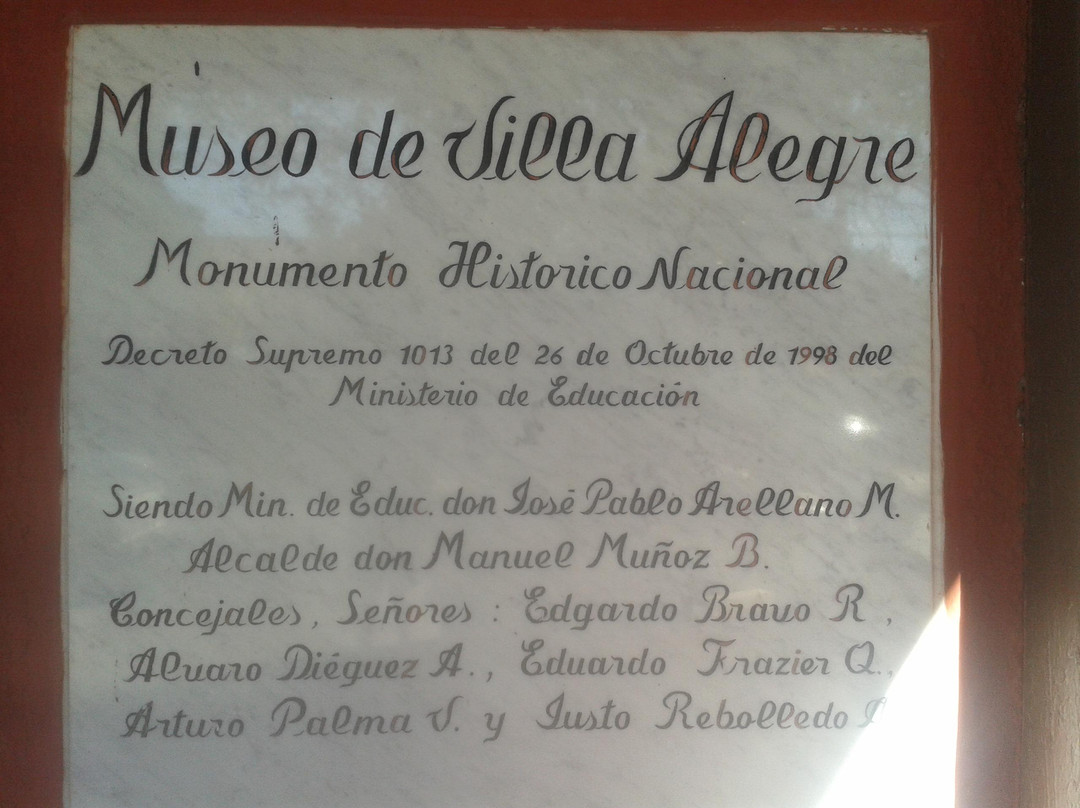 Museo de Villa Alegre
Monumento Historico Nacional
Decreto Supremo 1013 del 26 de Octubre de 1998 del
Ministerio de Educación
Siendo Min. de Educ. don José Pablo Arellano M.
Alcalde don Manuel Muñoz B.
Concejales, Señores : Edgardo Bravo R ,
Alvaro Diéguez A., Eduardo Frazier Q.,
Arturo Palma V. y Justo Rebolledo